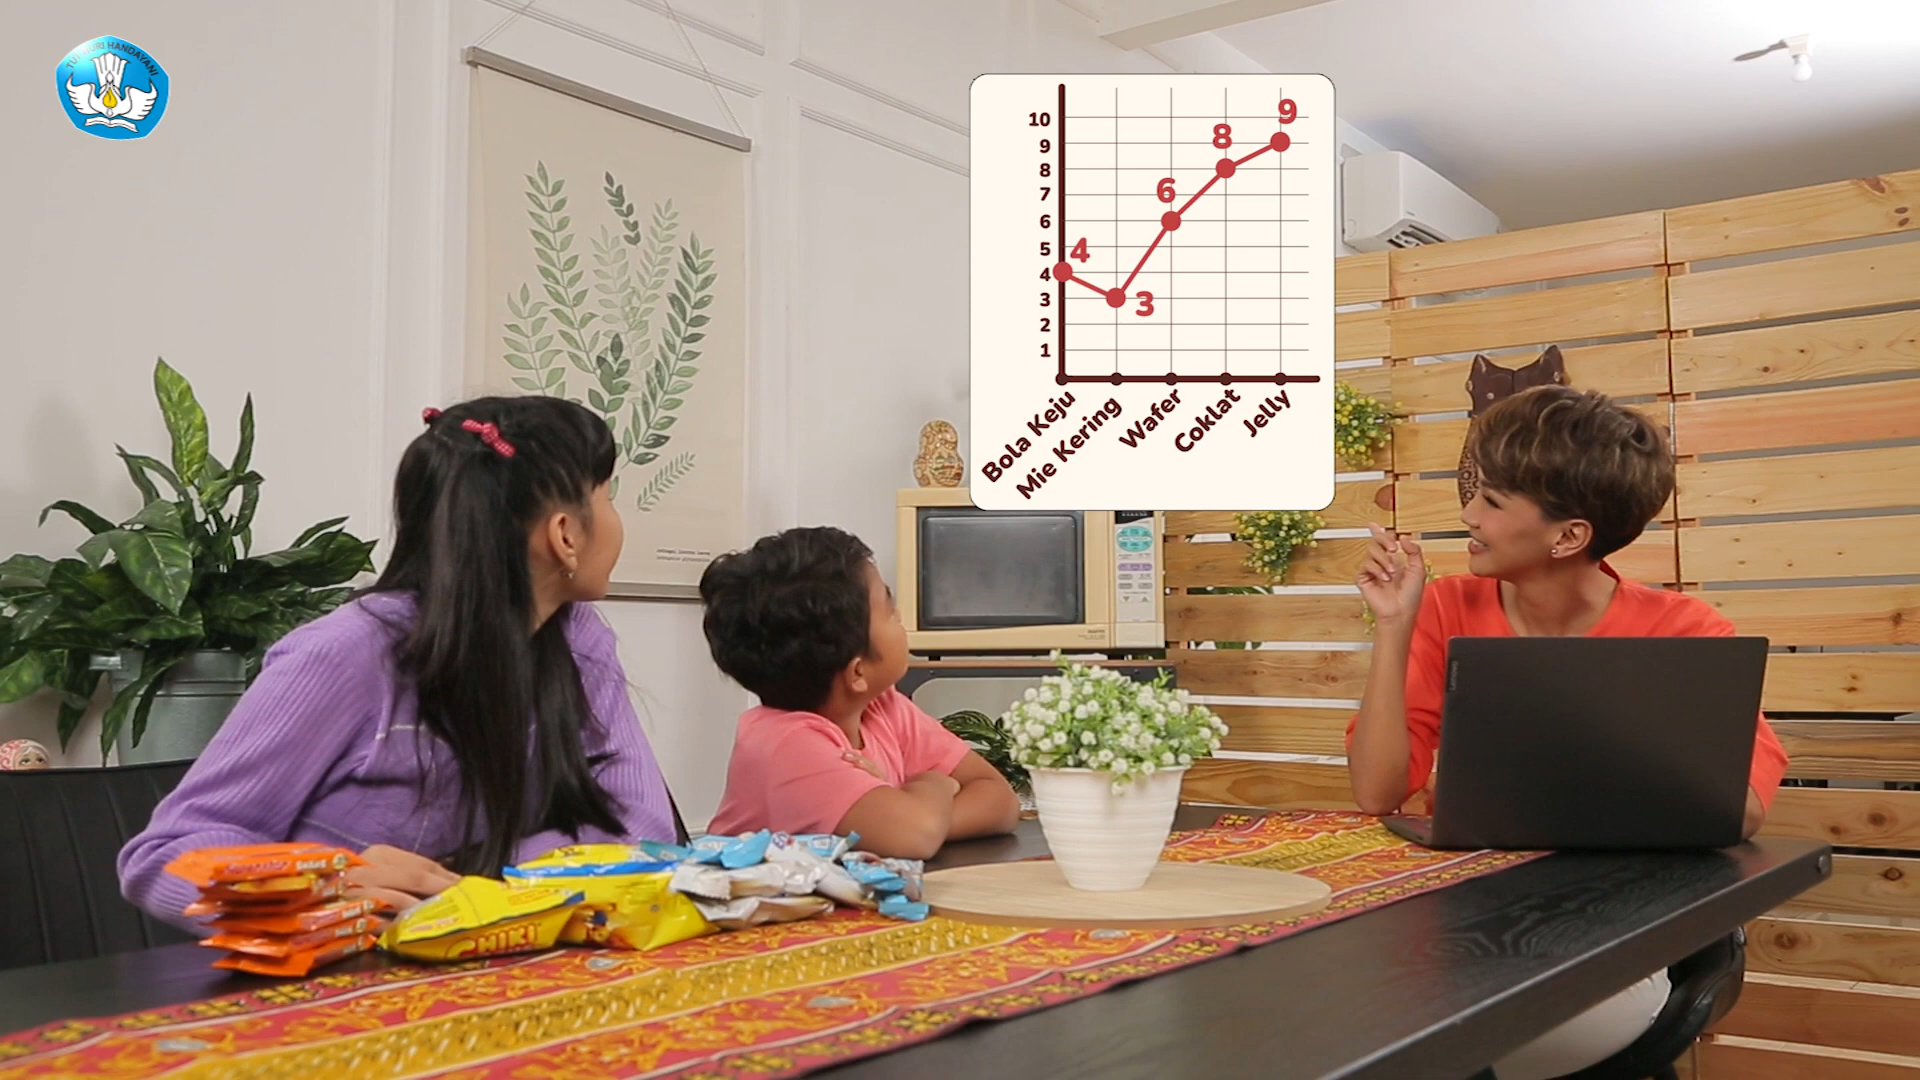 TUT WURI HANDAYANI
10
9
8
7
6
5
4
3
2
1
4
3
6
8
9
Bola Keju
Mie Kering
Wafer
Coklat
Jelly
CHIKI